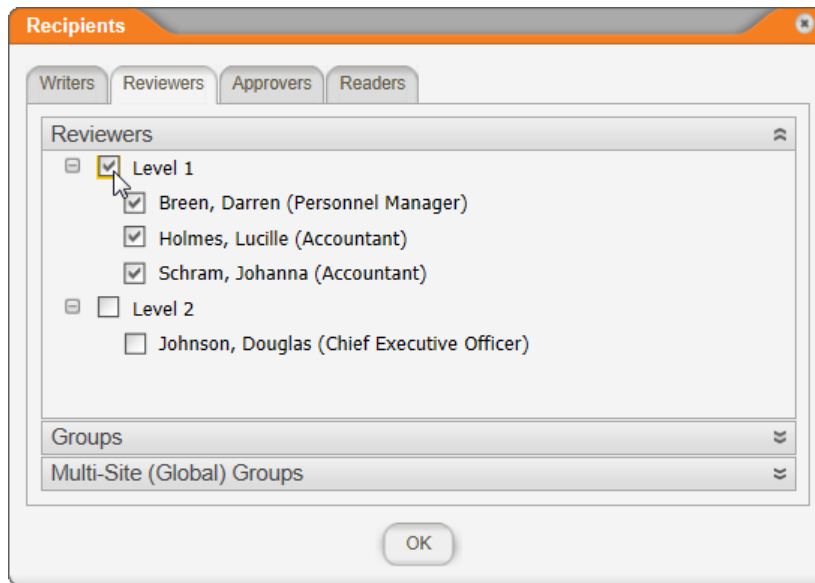 Recipients
Writers Reviewers Approvers Readers
Reviewers
Level 1
Breen, Darren (Personnel Manager)
Holmes, Lucille (Accountant)
Schram, Johanna (Accountant)
Level 2
Johnson, Douglas (Chief Executive Officer)
Groups
Multi-Site (Global) Groups
OK